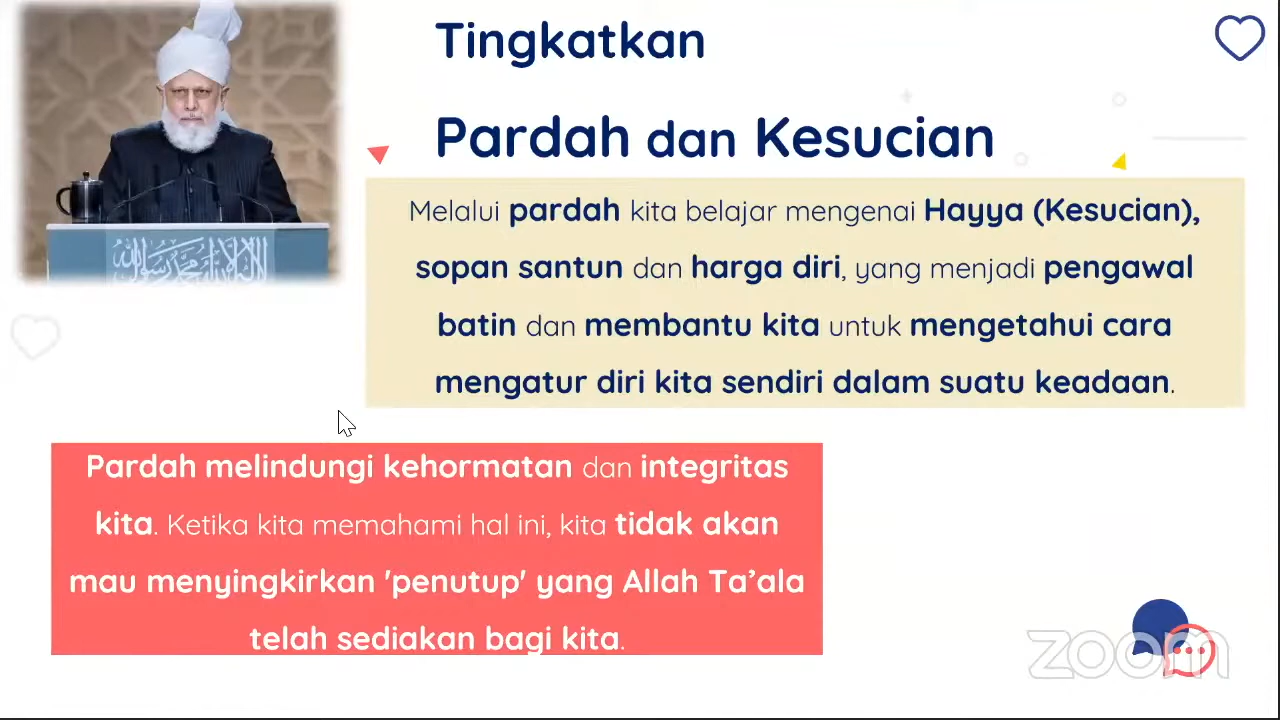 Tingkatkan
Pardah dan Kesucian
Melalui pardah kita belajar mengenai Hayya (Kesucian),
sopan santun dan harga diri, yang menjadi pengawal
batin dan membantu kita untuk mengetahui cara
mengatur diri kita sendiri dalam suatu keadaan.
Pardah melindungi kehormatan dan integritas
kita. Ketika kita memahami hal ini, kita tidak akan
mau menyingkirkan 'penutup' yang Allah Ta’ala
telah sediakan bagi kita.
zoom